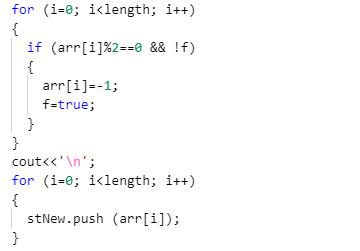 for (i=0; i<length; i++)
{
if (arr[i]%2==0 && !f)
{
arr[i]=-1;
f=true;
}
}
cout<<'\n';
for (i=0; i<length; i++)
{
stNew.push (arr[i]);
}